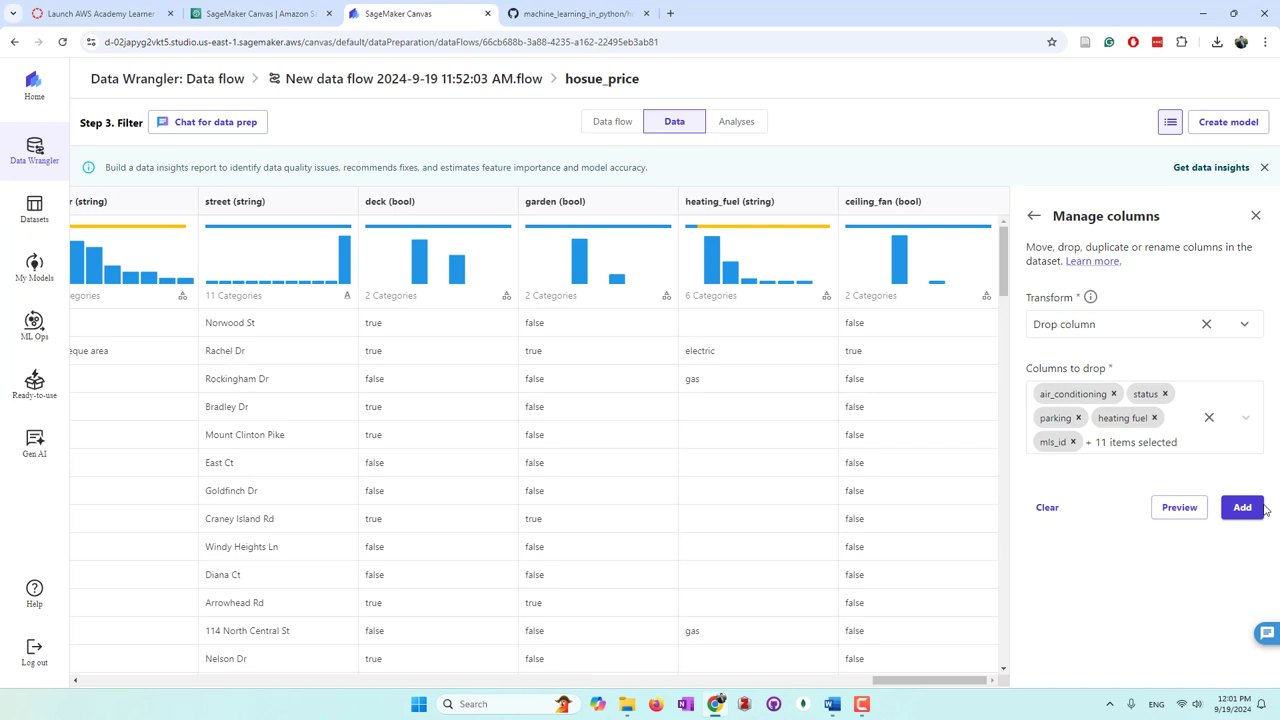 Launch AWS Academy Learner
SageMaker Canvas | Amazon S
SageMaker Canvas
machine_learning_in_python/ho
d-02japyg2vkt5.studio.us-east-1.sagemaker.aws/canvas/default/dataPreparation/dataFlows/66cb688b-3a88-4235-a162-22495eb3ab81
Home
Data Wrangler
Datasets
My Models
ML Ops
Ready-to-use
Gen AI
Help
Log out
Data Wrangler: Data flow
New data flow 2024-9-19 11:52:03 AM.flow
hosue_price
Step 3. Filter
Chat for data prep
Data flow
Data
Analyses
Create model
Build a data insights report to identify data quality issues, recommends fixes, and estimates feature importance and model accuracy.
Get data insights
r (string) street (string) deck (bool) garden (bool) heating_fuel (string) ceiling_fan (bool)
egories 11 Categories 2 Categories 2 Categories 6 Categories 2 Categories
Norwood St true false false
eque area Rachel Dr true true electric true
Rockingham Dr false false gas false
Bradley Dr true false false
Mount Clinton Pike true false false
East Ct false false false
Goldfinch Dr false false false
Craney Island Rd true true false
Windy Heights Ln false false false
Diana Ct false false false
Arrowhead Rd true true false
114 North Central St false false gas false
Nelson Dr true false false
Manage columns
Move, drop, duplicate or rename columns in the
dataset. Learn more.
Transform *
Drop column
Columns to drop *
air_conditioning
status
parking
heating fuel
mls_id
+ 11 items selected
Clear
Preview
Add
Search
ENG
12:01 PM
9/19/2024